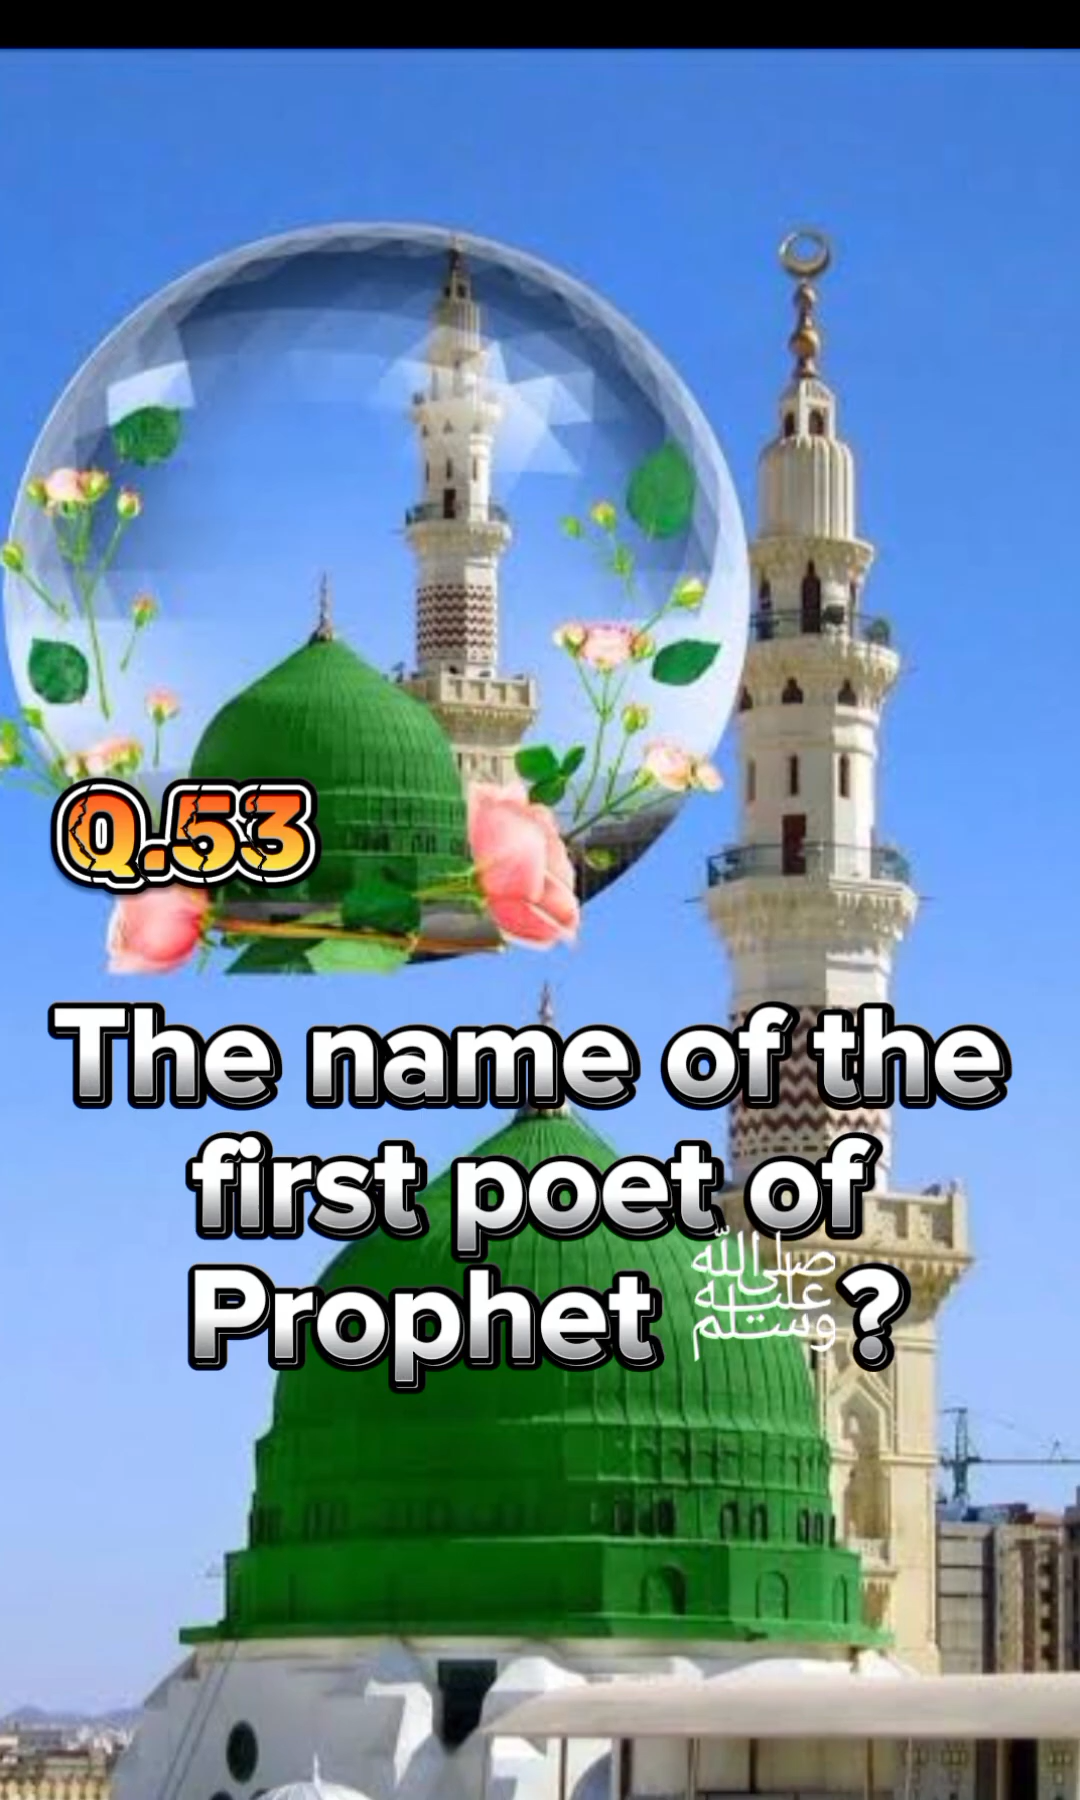 Q.53
The name of the
first poet of
Prophet ﷺ?